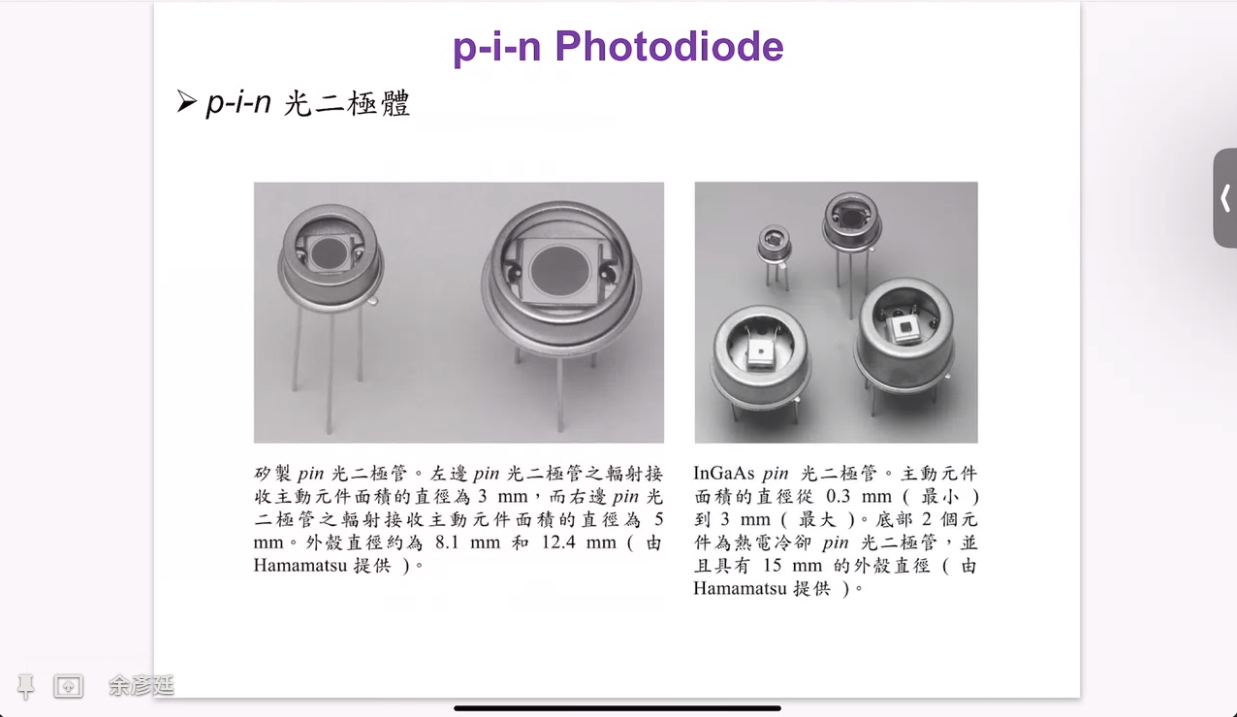 p-i-n Photodiode
➢ p-i-n 光二極體
矽製 pin 光二極管。左邊 pin 光二極管之輻射接
收主動元件面積的直徑為 3 mm，而右邊 pin 光
二極管之輻射接收主動元件面積的直徑為 5
mm。外殼直徑約為 8.1 mm 和 12.4 mm ( 由
Hamamatsu 提供 )。
InGaAs pin 光二極管。主動元件
面積的直徑從 0.3 mm ( 最小 )
到 3 mm ( 最大 )。底部 2 個元
件為熱電冷卻 pin 光二極管，並
且具有 15 mm 的外殼直徑 ( 由
Hamamatsu 提供 )。
余彥廷